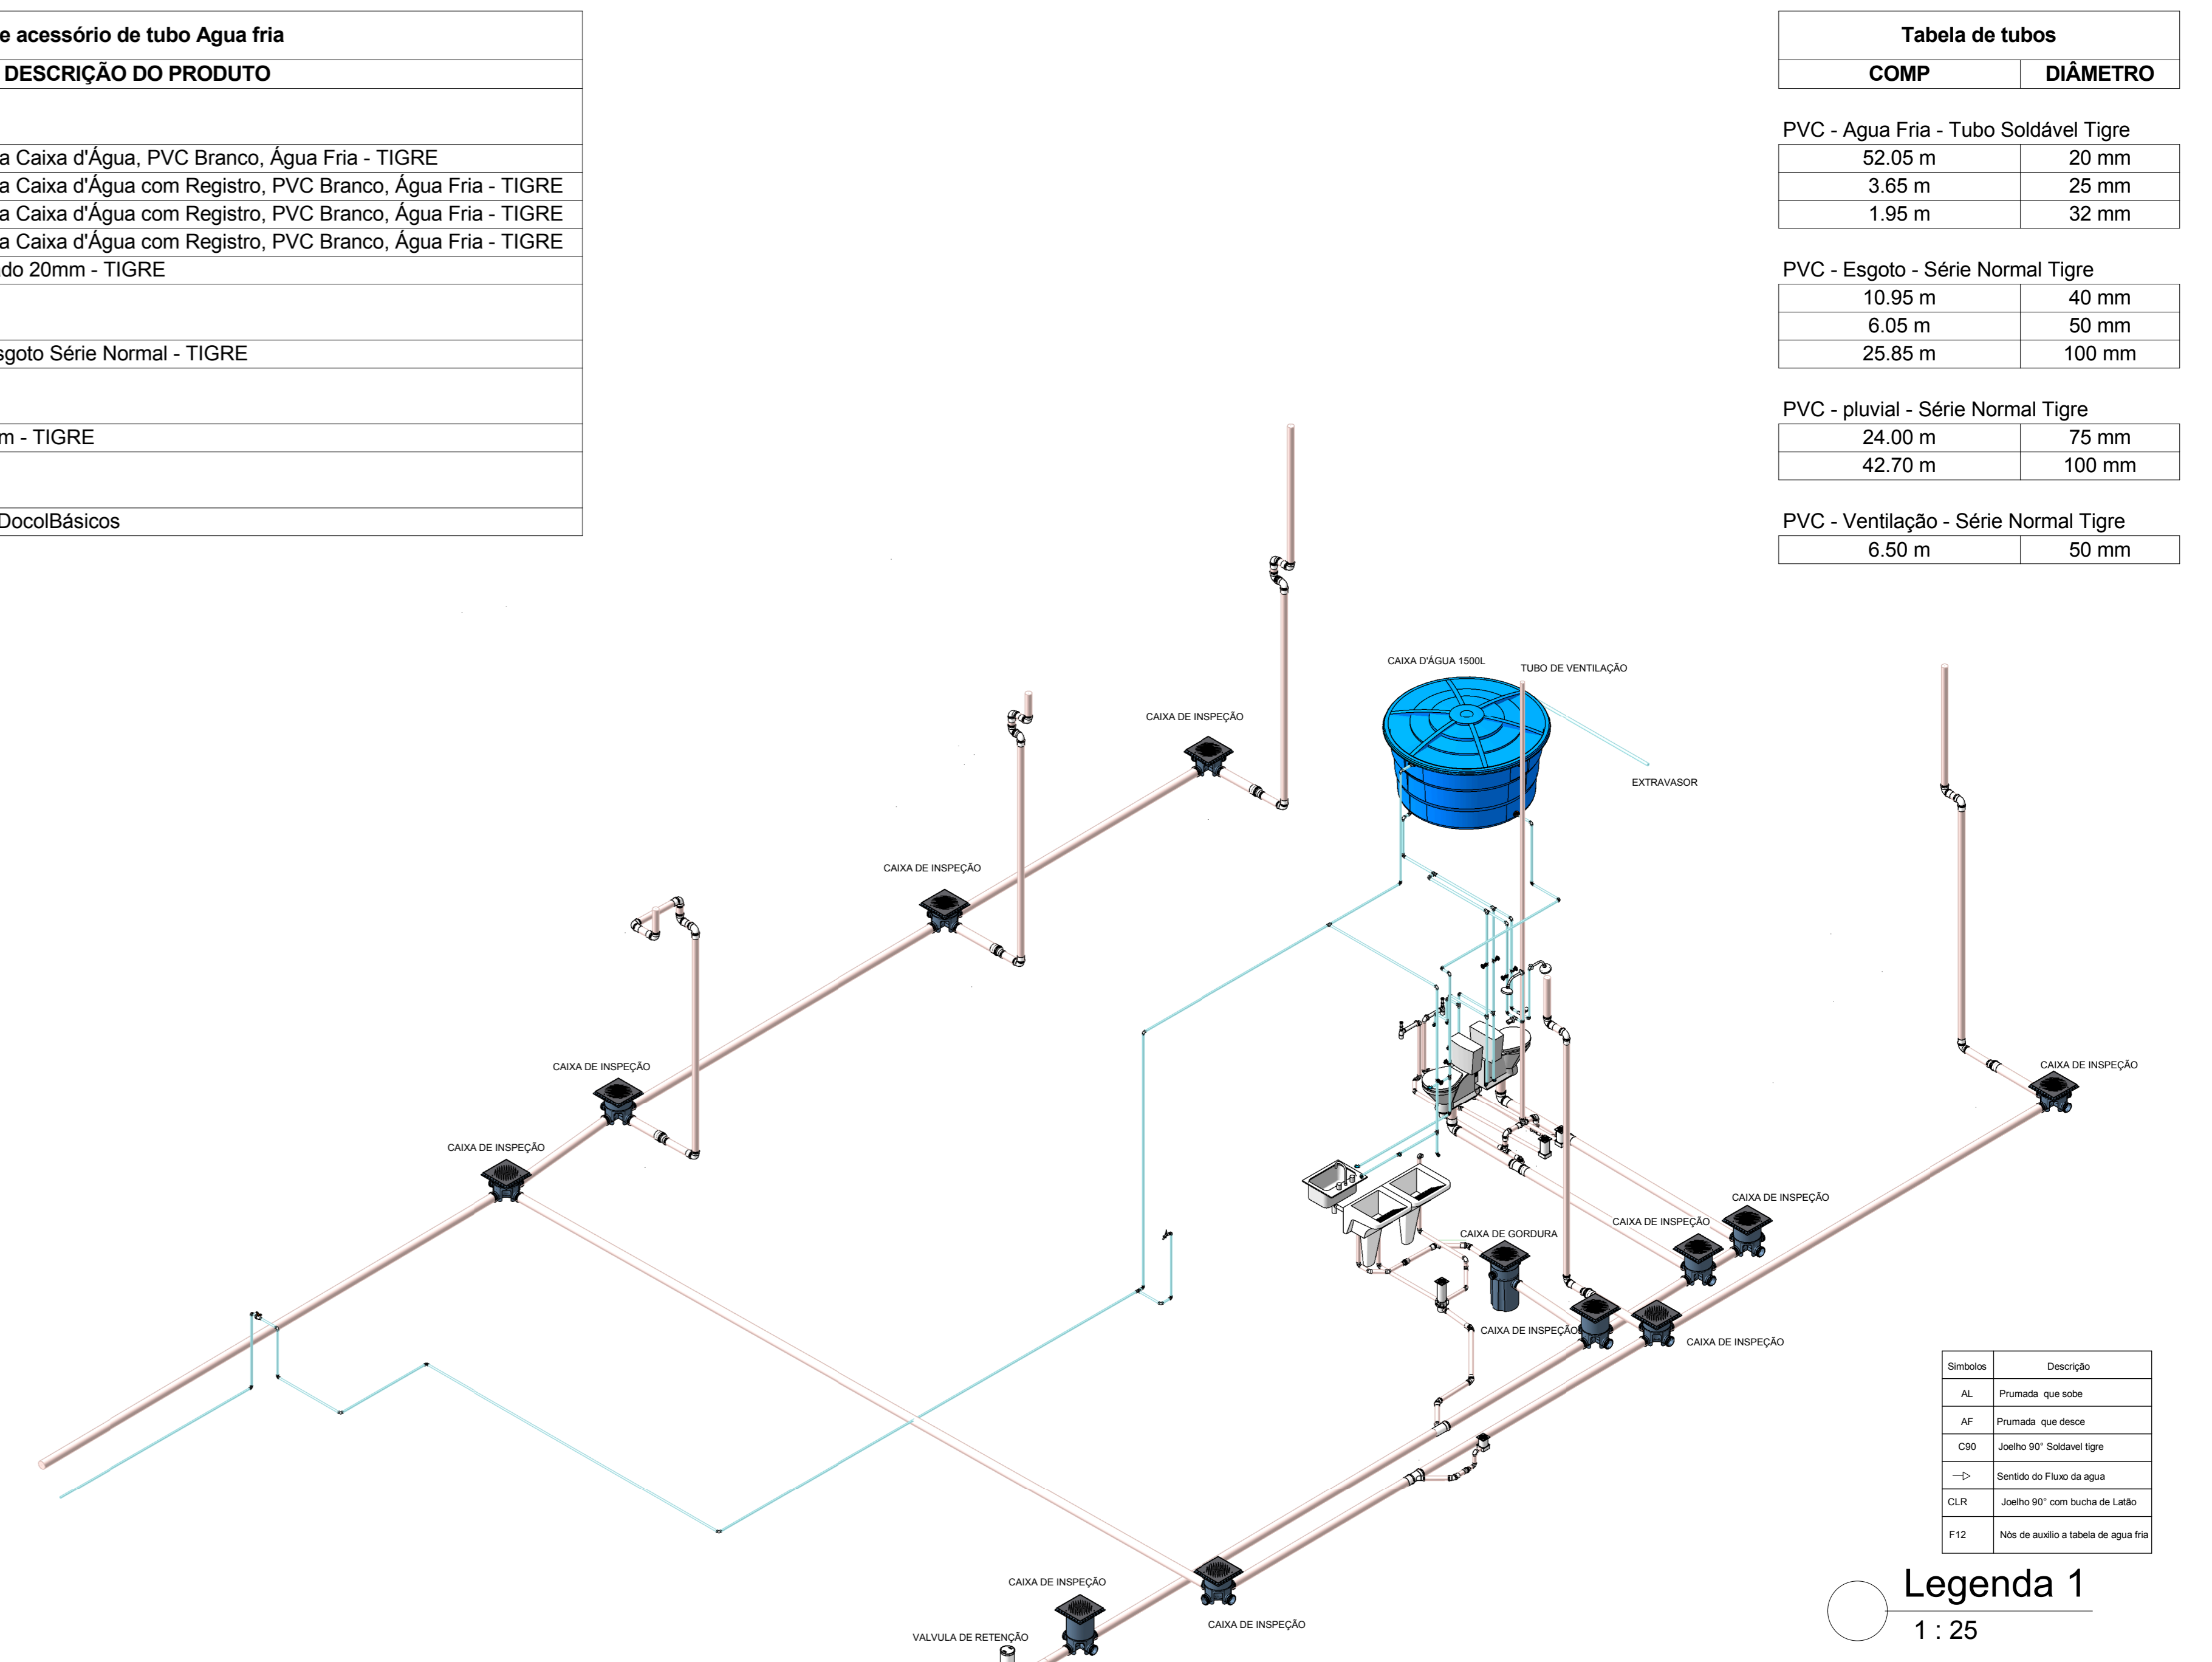 e acessório de tubo Agua fria
DESCRIÇÃO DO PRODUTO
a Caixa d'Água, PVC Branco, Água Fria - TIGRE
a Caixa d'Água com Registro, PVC Branco, Água Fria - TIGRE
a Caixa d'Água com Registro, PVC Branco, Água Fria - TIGRE
a Caixa d'Água com Registro, PVC Branco, Água Fria - TIGRE
do 20mm - TIGRE
sgoto Série Normal - TIGRE
m - TIGRE
DocolBásicos
Tabela de tubos
COMP DIÂMETRO
PVC - Agua Fria - Tubo Soldável Tigre
52.05 m 20 mm
3.65 m 25 mm
1.95 m 32 mm
PVC - Esgoto - Série Normal Tigre
10.95 m 40 mm
6.05 m 50 mm
25.85 m 100 mm
PVC - pluvial - Série Normal Tigre
24.00 m 75 mm
42.70 m 100 mm
PVC - Ventilação - Série Normal Tigre
6.50 m 50 mm
CAIXA D'ÁGUA 1500L
TUBO DE VENTILAÇÃO
CAIXA DE INSPEÇÃO
EXTRAVASOR
CAIXA DE INSPEÇÃO
CAIXA DE INSPEÇÃO
CAIXA DE INSPEÇÃO
CAIXA DE INSPEÇÃO
CAIXA DE INSPEÇÃO
CAIXA DE INSPEÇÃO
CAIXA DE GORDURA
CAIXA DE INSPEÇÃO
CAIXA DE INSPEÇÃO
CAIXA DE INSPEÇÃO
CAIXA DE INSPEÇÃO
VALVULA DE RETENÇÃO
Simbolos Descrição
AL Prumada que sobe
AF Prumada que desce
C90 Joelho 90° Soldavel tigre
Sentido do Fluxo da agua
CLR Joelho 90° com bucha de Latão
F12 Nòs de auxilio a tabela de agua fria
Legenda 1
1 : 25